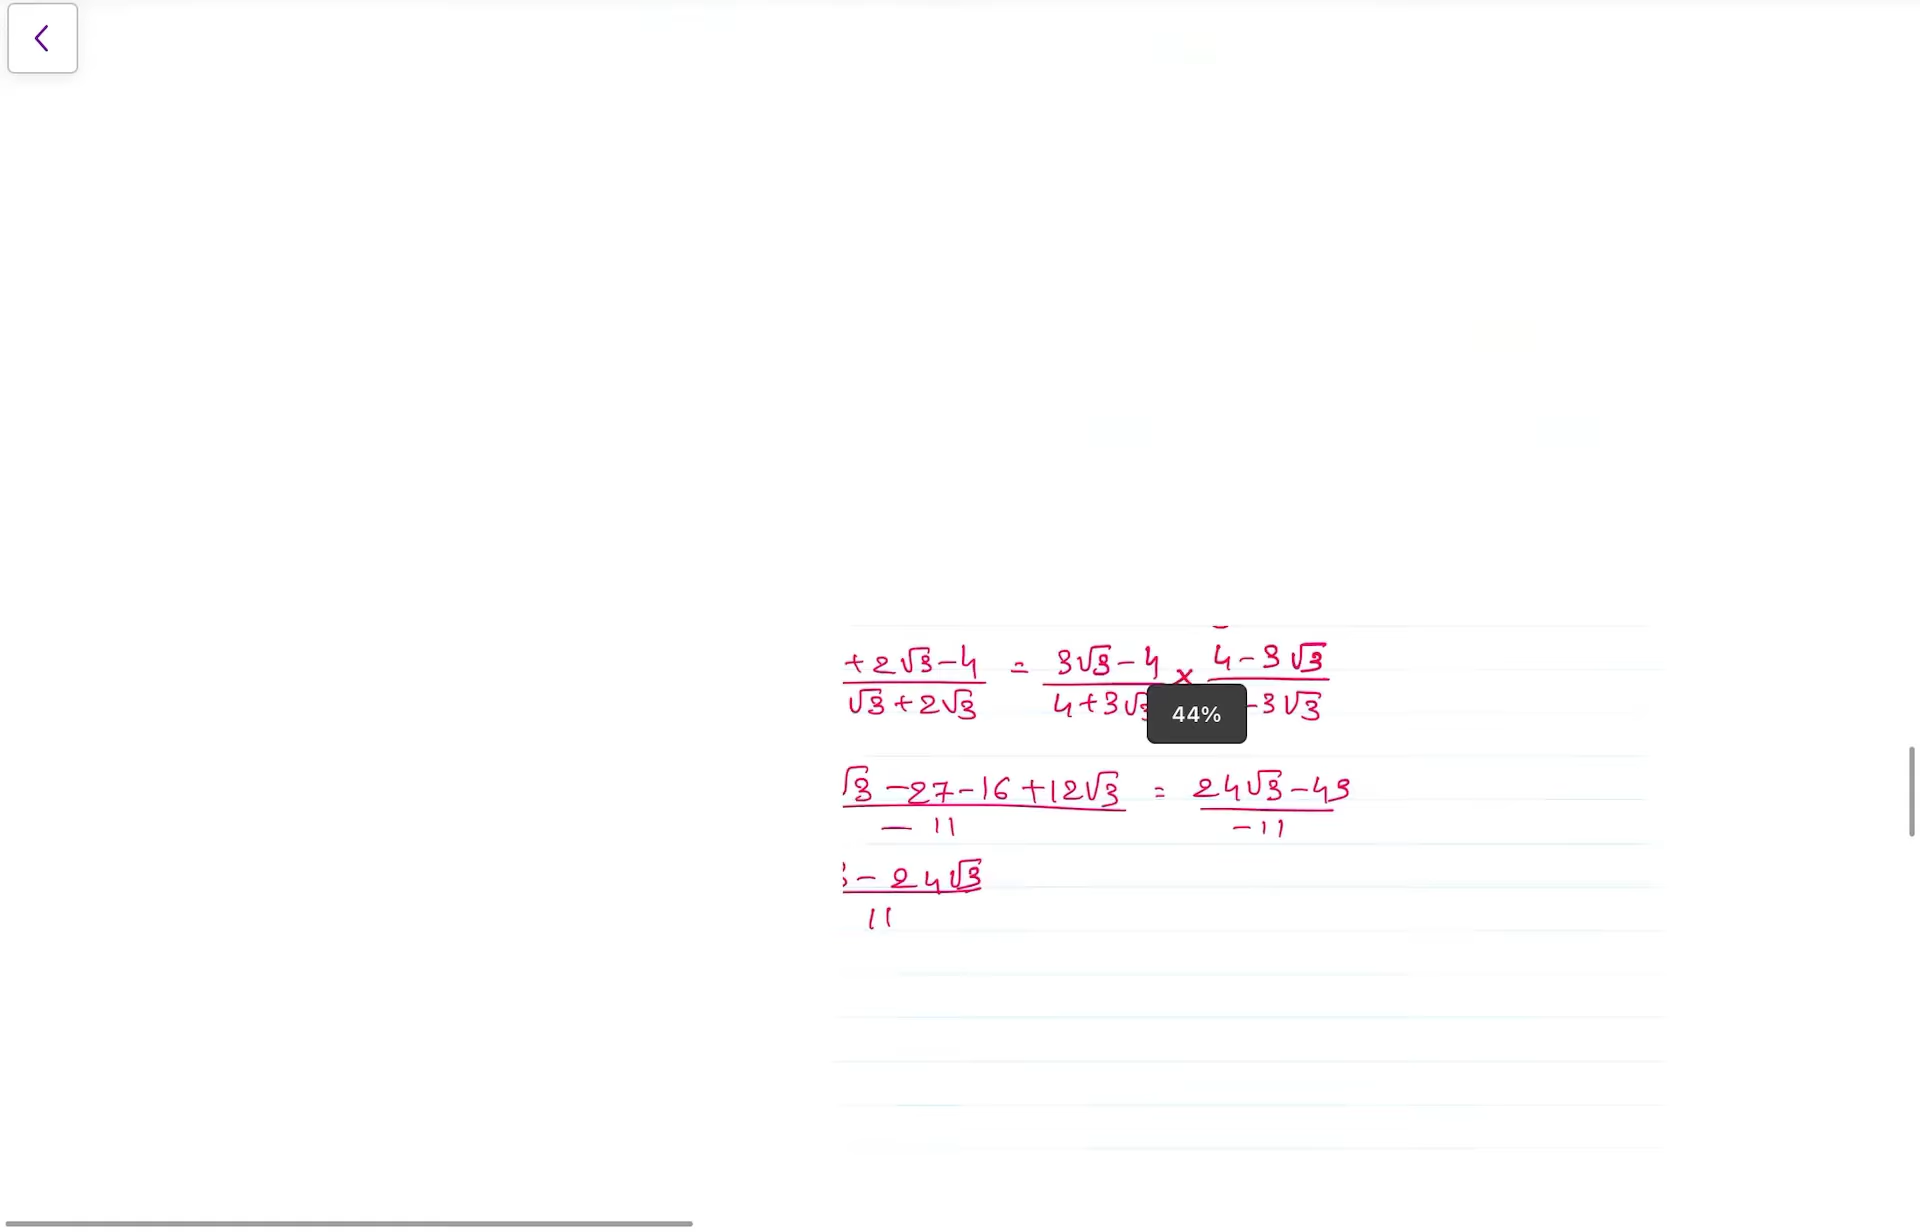 +2√3-4 = 3√3-4 × 4-3√3
√3+2√3 4+3√3 -3√3
44%
√3-27-16+12√3 = 24√3-43
-11 -11
-24√3
11